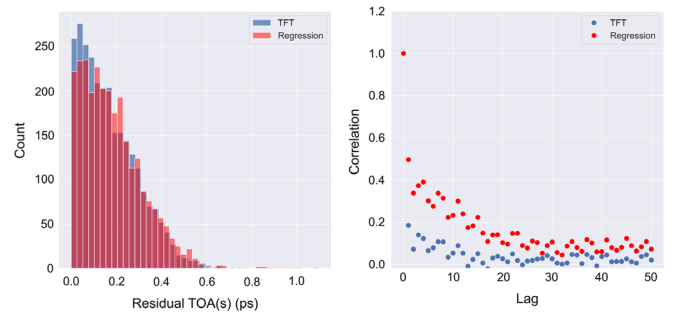 TFT
Regression
250
200
150
100
50
0
Count
0.0 0.2 0.4 0.6 0.8 1.0
Residual TOA(s) (ps)
1.2
TFT
Regression
1.0
0.8
0.6
0.4
0.2
0.0
Correlation
0 10 20 30 40 50
Lag